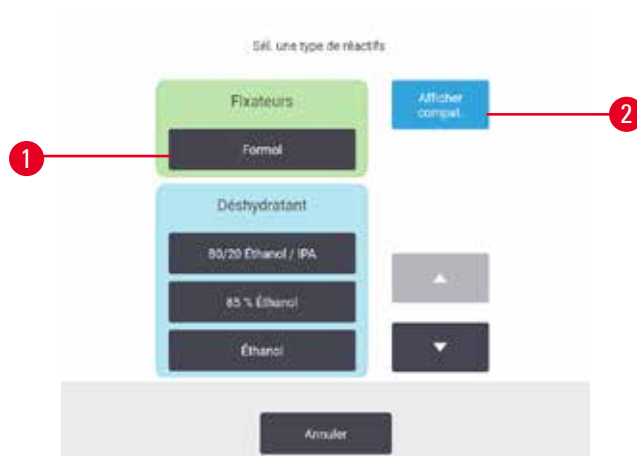 Sél. une type de réactifs
Fixateurs
Afficher
compat.
1
Formol
2
Déshydratant
80/20 Éthanol / IPA
85 % Éthanol
Éthanol
Annuler